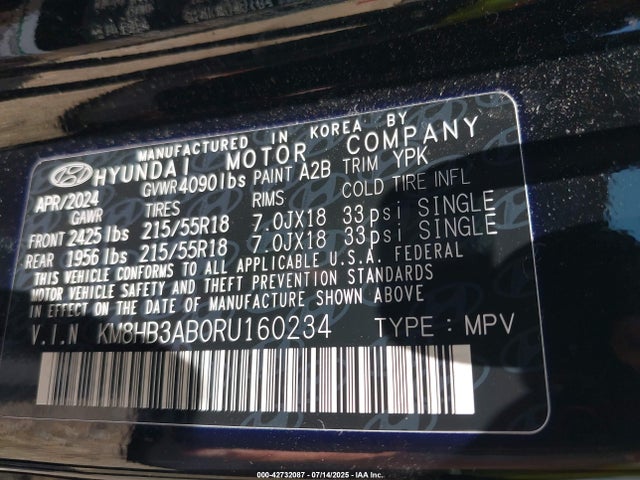 MANUFACTURED IN KOREA BY
HYUNDAI MOTOR COMPANY
APR/2024 GVWR 4090lbs PAINT A2B TRIM YPK
GAWR TIRES RIMS COLD TIRE INFL
FRONT 2425 lbs 215/55R18 7.0JX18 33psi SINGLE
REAR 1956 lbs 215/55R18 7.0JX18 33psi SINGLE
THIS VEHICLE CONFORMS TO ALL APPLICABLE U.S.A. FEDERAL
MOTOR VEHICLE SAFETY AND THEFT PREVENTION STANDARDS
IN EFFECT ON THE DATE OF MANUFACTURE SHOWN ABOVE
V.I.N KM8HB3AB0RU160234 TYPE : MPV
000-42732087 - 07/14/2025 - IAA, Inc.